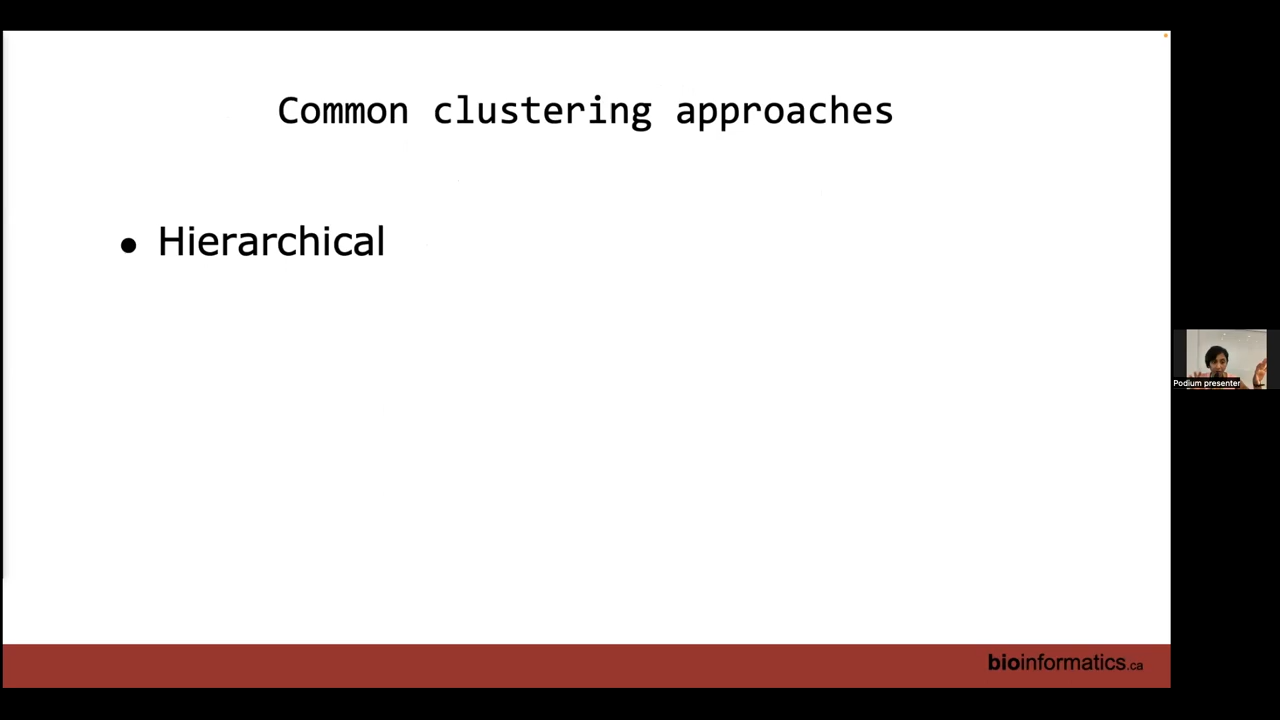 Common clustering approaches
● Hierarchical
Podium presenter
bioinformatics.ca